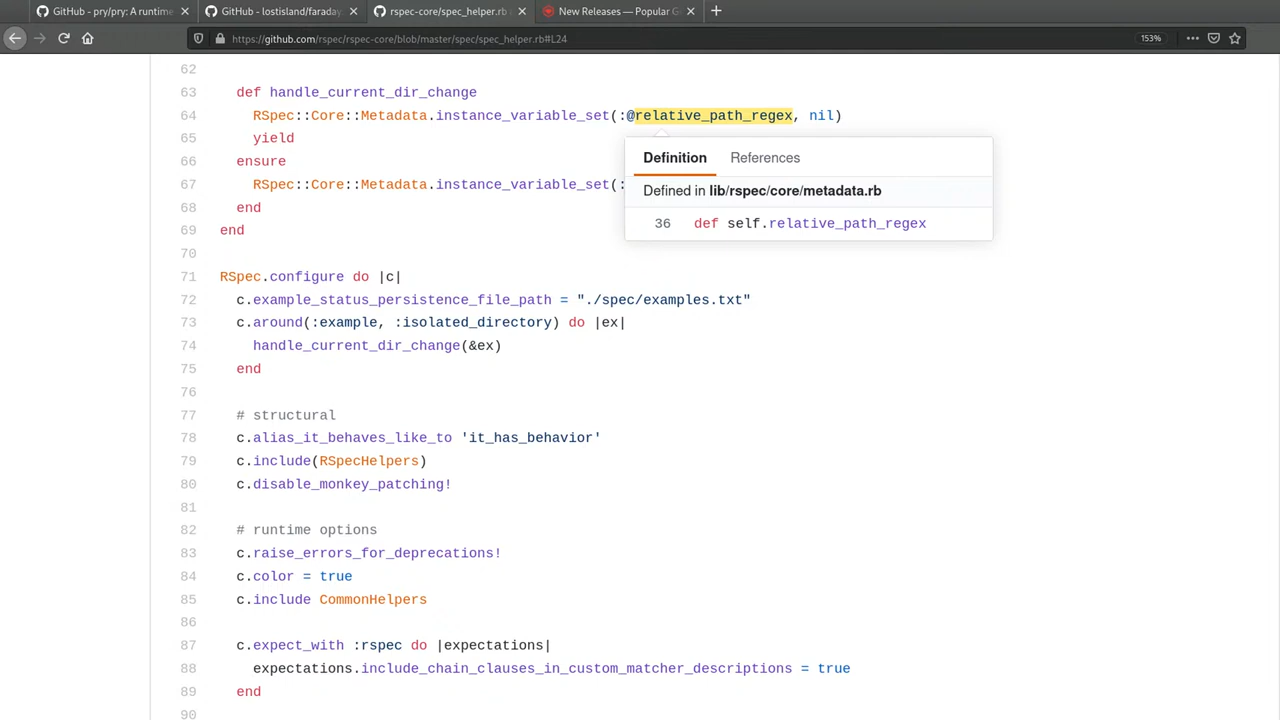 GitHub - pry/pry: A runtime
GitHub - lostisland/faraday
rspec-core/spec_helper.rb
New Releases — Popular G
https://github.com/rspec/rspec-core/blob/master/spec/spec_helper.rb#L24
153%
62
63 def handle_current_dir_change
64 RSpec::Core::Metadata.instance_variable_set(:@relative_path_regex, nil)
65 yield
66 ensure
67 RSpec::Core::Metadata.instance_variable_set(:
68 end
69 end
70
71 RSpec.configure do |c|
72 c.example_status_persistence_file_path = "./spec/examples.txt"
73 c.around(:example, :isolated_directory) do |ex|
74 handle_current_dir_change(&ex)
75 end
76
77 # structural
78 c.alias_it_behaves_like_to 'it_has_behavior'
79 c.include(RSpecHelpers)
80 c.disable_monkey_patching!
81
82 # runtime options
83 c.raise_errors_for_deprecations!
84 c.color = true
85 c.include CommonHelpers
86
87 c.expect_with :rspec do |expectations|
88 expectations.include_chain_clauses_in_custom_matcher_descriptions = true
89 end
90
Definition References
Defined in lib/rspec/core/metadata.rb
36 def self.relative_path_regex